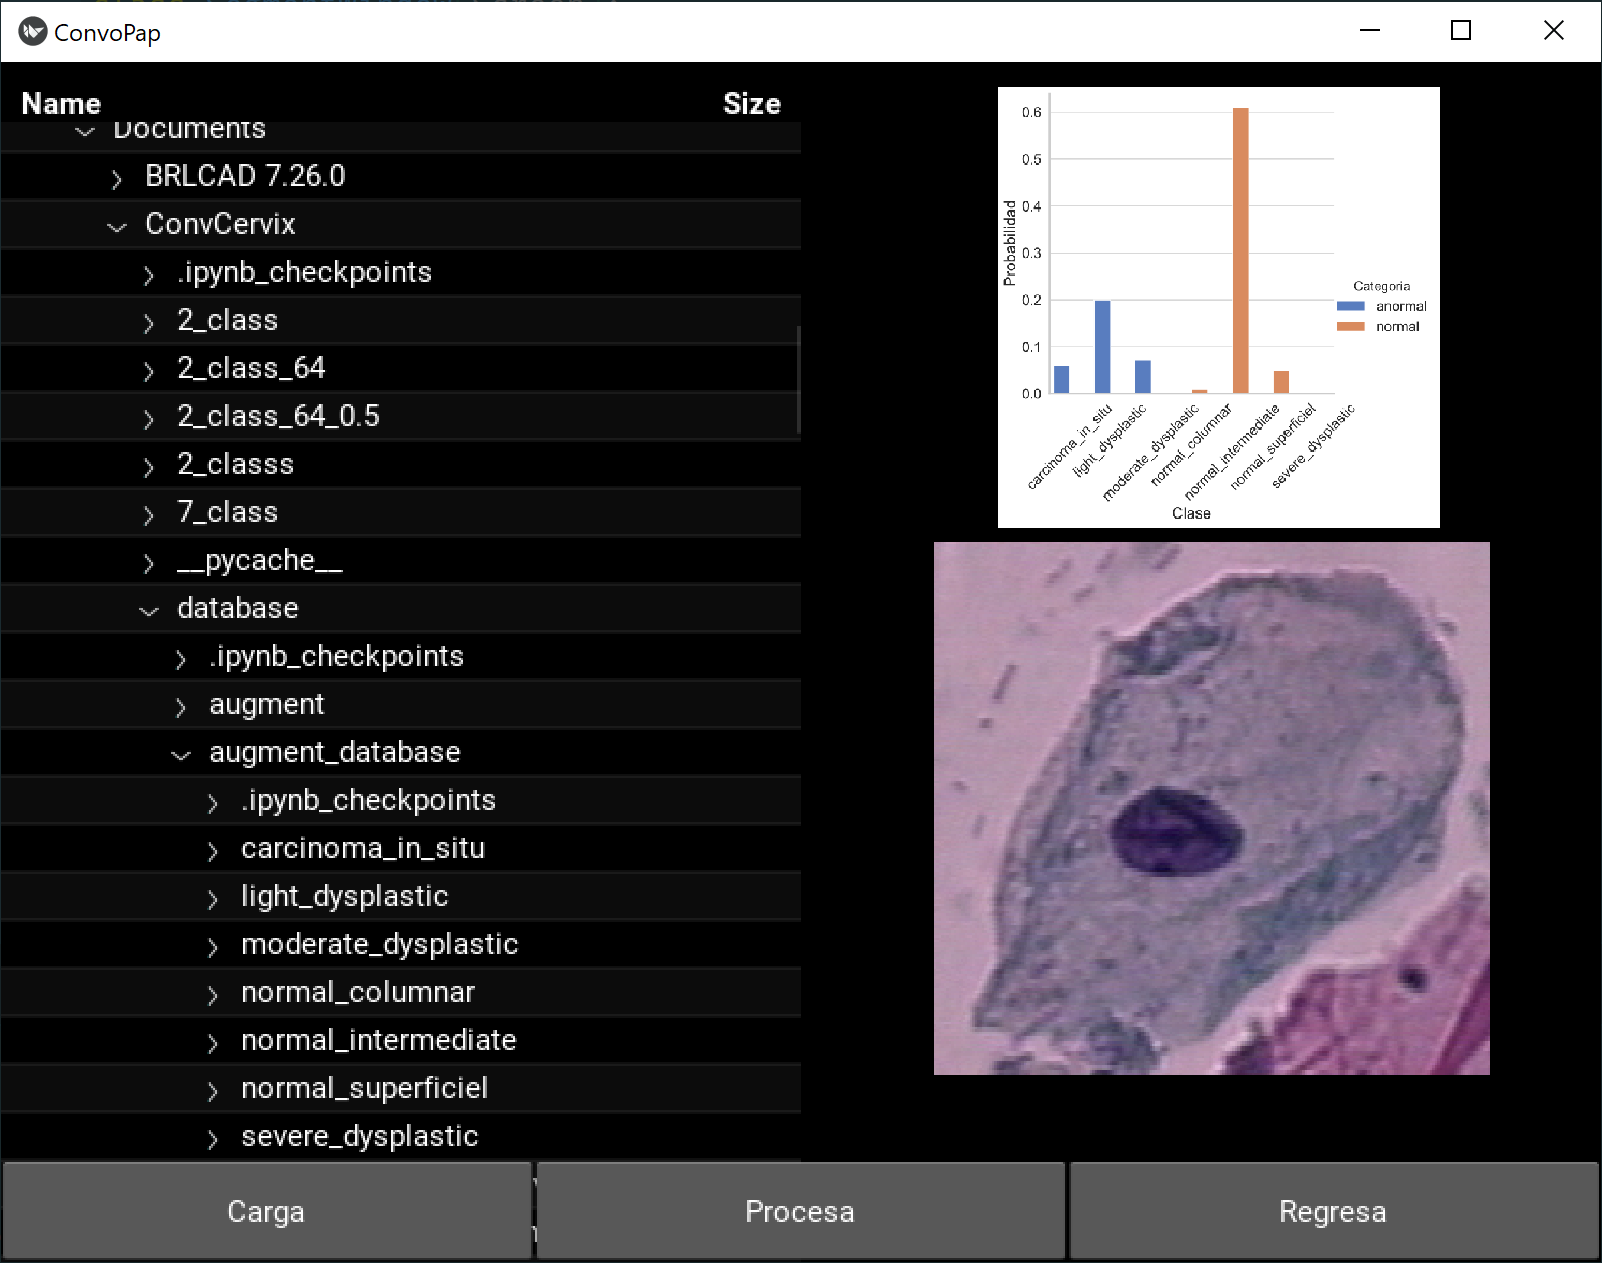 ConvoPap
Name Size
Documents
BRLCAD 7.26.0
ConvCervix
.ipynb_checkpoints
2_class
2_class_64
2_class_64_0.5
2_classs
7_class
__pycache__
database
.ipynb_checkpoints
augment
augment_database
.ipynb_checkpoints
carcinoma_in_situ
light_dysplastic
moderate_dysplastic
normal_columnar
normal_intermediate
normal_superficiel
severe_dysplastic
0.6
0.5
0.4
0.3
0.2
0.1
0.0
Probabilidad
Categoria
anormal
normal
carcinoma_in_situ
light_dysplastic
moderate_dysplastic
normal_columnar
normal_intermediate
normal_superficiel
severe_dysplastic
Clase
Carga Procesa Regresa